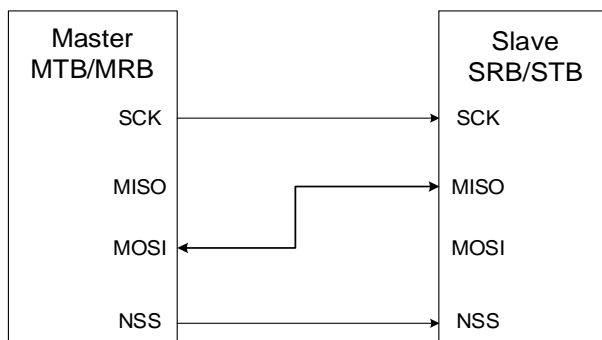 Master
MTB/MRB
SCK
MISO
MOSI
NSS
Slave
SRB/STB
SCK
MISO
MOSI
NSS